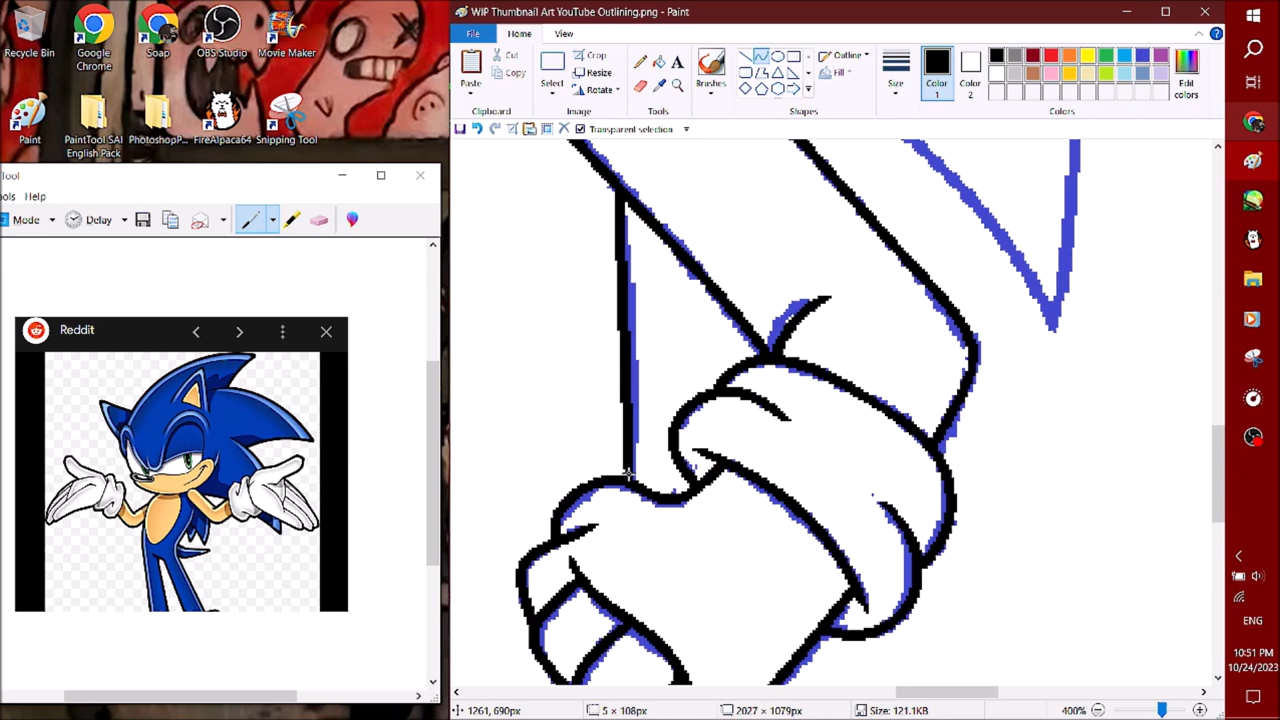 Recycle Bin
Google Chrome
Soap
OBS Studio
Movie Maker
Paint
PaintTool SAI English Pack
PhotoshopP...
FireAlpaca64
Snipping Tool
Tool
ools Help
Mode Delay
Reddit
WIP Thumbnail Art YouTube Outlining.png - Paint
File Home View
Paste
Cut
Copy
Clipboard
Select
Crop
Resize
Rotate
Image
A
Tools
Brushes
Outline
Fill
Shapes
Size
Color 1
Color 2
Edit colors
Colors
Transparent selection
1261, 690px 5 × 108px 2027 × 1079px Size: 121.1KB 400%
ENG
10:51 PM
10/24/2023